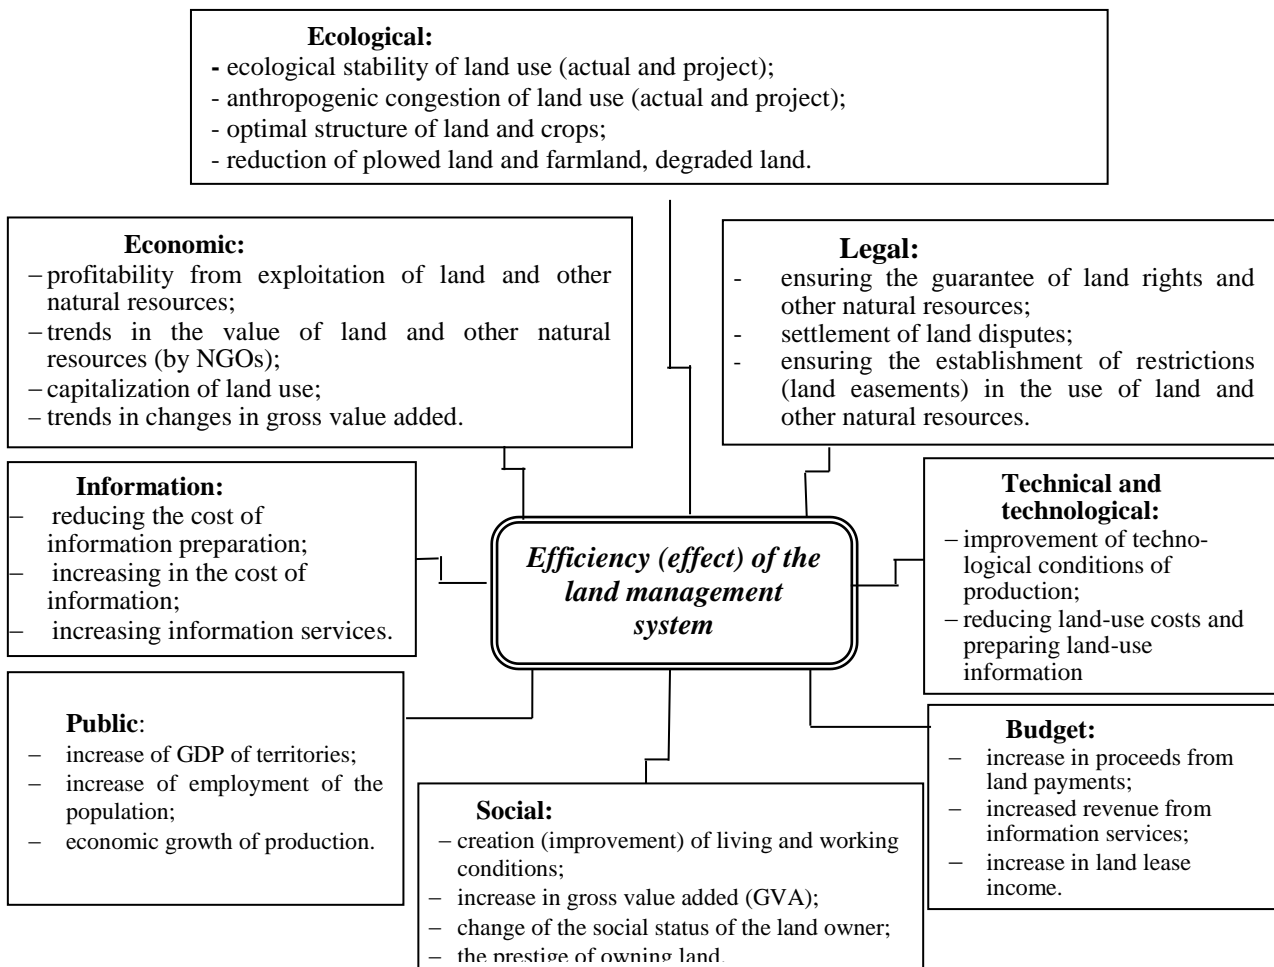 Ecological:
- ecological stability of land use (actual and project);
- anthropogenic congestion of land use (actual and project);
- optimal structure of land and crops;
- reduction of plowed land and farmland, degraded land.
Economic:
– profitability from exploitation of land and other
natural resources;
– trends in the value of land and other natural
resources (by NGOs);
– capitalization of land use;
– trends in changes in gross value added.
Legal:
- ensuring the guarantee of land rights and
other natural resources;
- settlement of land disputes;
- ensuring the establishment of restrictions
(land easements) in the use of land and
other natural resources.
Information:
– reducing the cost of
information preparation;
– increasing in the cost of
information;
– increasing information services.
Efficiency (effect) of the
land management
system
Technical and
technological:
– improvement of techno-
logical conditions of
production;
– reducing land-use costs and
preparing land-use
information
Public:
– increase of GDP of territories;
– increase of employment of the
population;
– economic growth of production.
Social:
– creation (improvement) of living and working
conditions;
– increase in gross value added (GVA);
– change of the social status of the land owner;
– the prestige of owning land.
Budget:
– increase in proceeds from
land payments;
– increased revenue from
information services;
– increase in land lease
income.